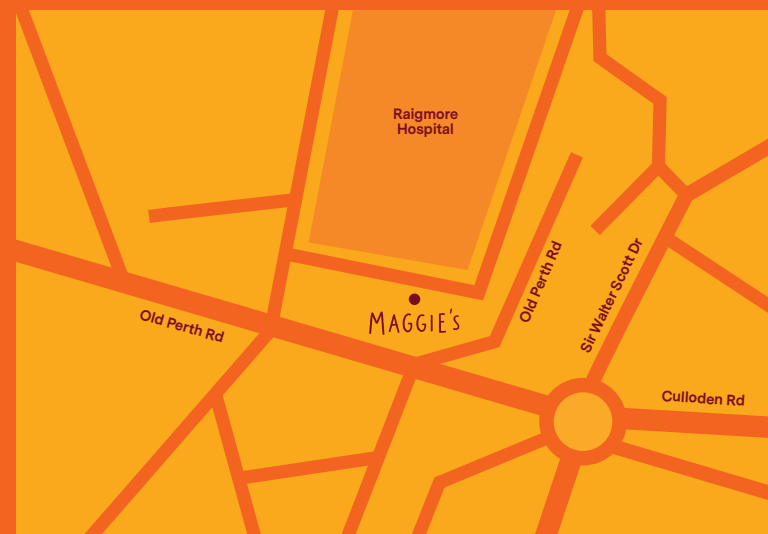 Raigmore
Hospital
Old Perth Rd
Sir Walter Scott Dr
MAGGIE's
Old Perth Rd
Culloden Rd